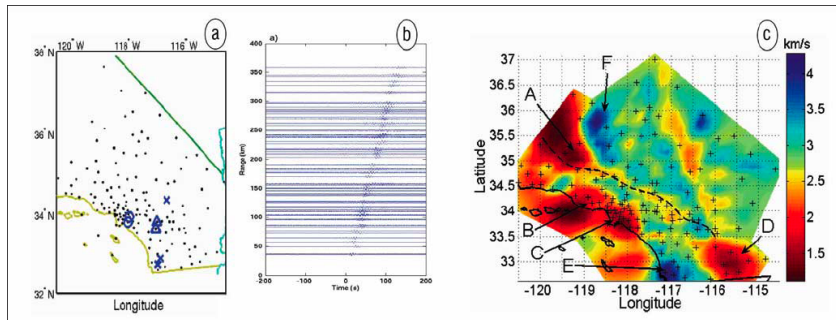 a
120 °W 118 °W 116 °W
36°N
36°N
34°N
32°N
Longitude
b
a)
Range (km)
400
350
300
250
200
150
100
50
0
-200 -100 0 100 200
Time (s)
c
km/s
4
3.5
3
2.5
2
1.5
Latitude
37
36.5
36
35.5
35
34.5
34
33.5
33
A
F
B
C
D
E
-120 -119 -118 -117 -116 -115
Longitude